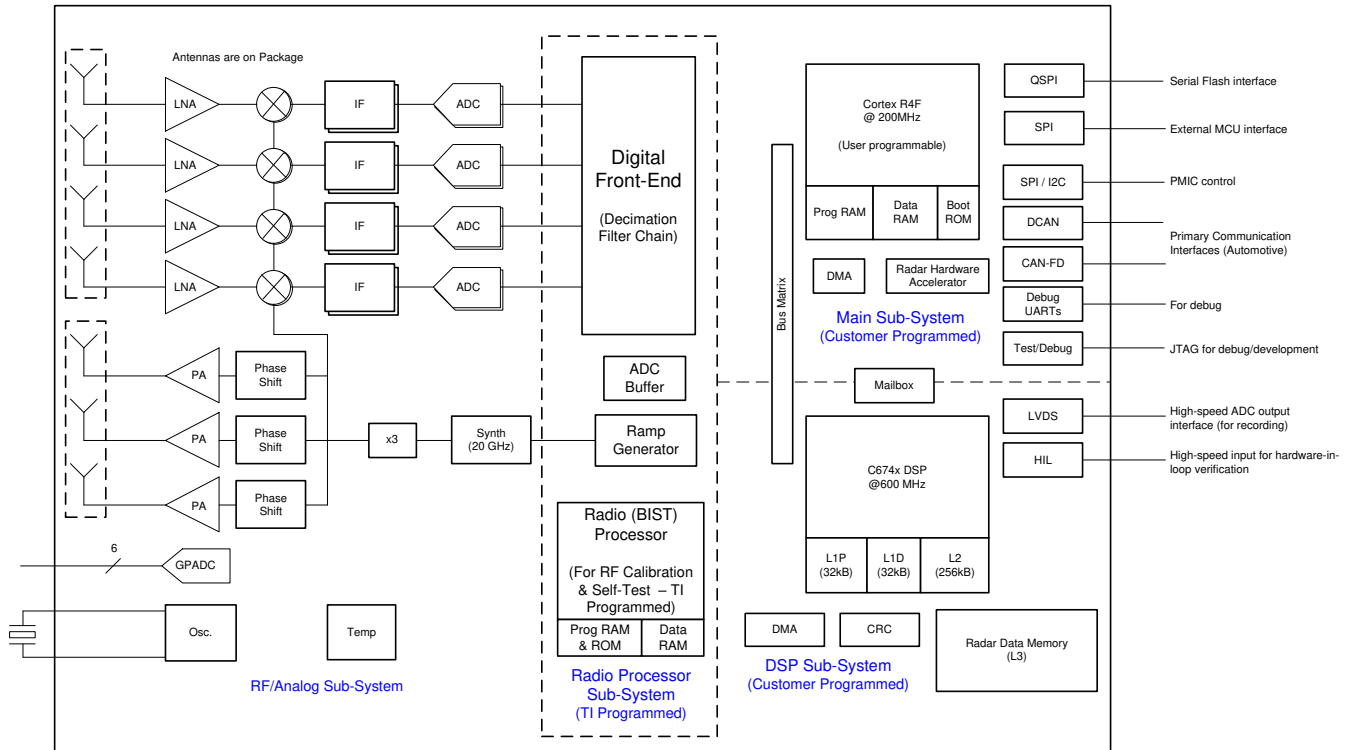 Antennas are on Package
LNA
IF
ADC
LNA
IF
ADC
LNA
IF
ADC
LNA
IF
ADC
PA
Phase
Shift
PA
Phase
Shift
PA
Phase
Shift
x3
Synth
(20 GHz)
6
GPADC
Osc.
Temp
RF/Analog Sub-System
Digital
Front-End
(Decimation
Filter Chain)
ADC
Buffer
Ramp
Generator
Radio (BIST)
Processor
(For RF Calibration
& Self-Test – TI
Programmed)
Prog RAM
& ROM
Data
RAM
Radio Processor
Sub-System
(TI Programmed)
Bus Matrix
Cortex R4F
@ 200MHz
(User programmable)
Prog RAM
Data
RAM
Boot
ROM
DMA
Radar Hardware
Accelerator
Main Sub-System
(Customer Programmed)
Mailbox
C674x DSP
@600 MHz
L1P
(32kB)
L1D
(32kB)
L2
(256kB)
DMA
CRC
DSP Sub-System
(Customer Programmed)
Radar Data Memory
(L3)
QSPI
Serial Flash interface
SPI
External MCU interface
SPI / I2C
PMIC control
DCAN
CAN-FD
Primary Communication
Interfaces (Automotive)
Debug
UARTs
For debug
Test/Debug
JTAG for debug/development
LVDS
High-speed ADC output
interface (for recording)
HIL
High-speed input for hardware-in-
loop verification